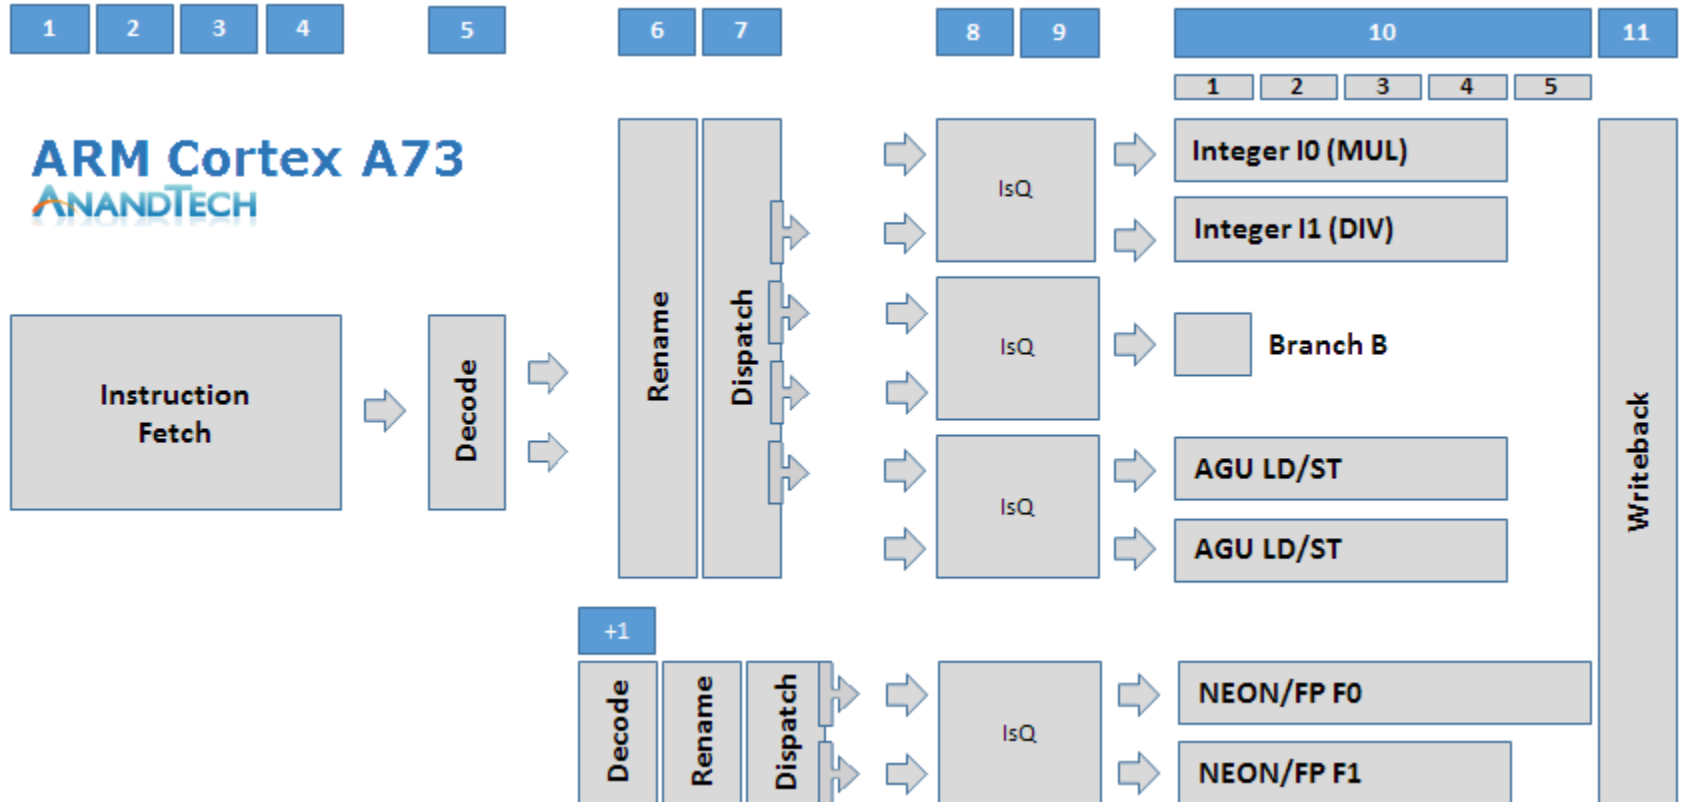 1 2 3 4 5 6 7 8 9 10 11
1 2 3 4 5
ARM Cortex A73
ANANDTECH
Instruction
Fetch
Decode
Rename
Dispatch
IsQ
Integer I0 (MUL)
Integer I1 (DIV)
IsQ
Branch B
IsQ
AGU LD/ST
AGU LD/ST
Writeback
+1
Decode
Rename
Dispatch
IsQ
NEON/FP F0
NEON/FP F1